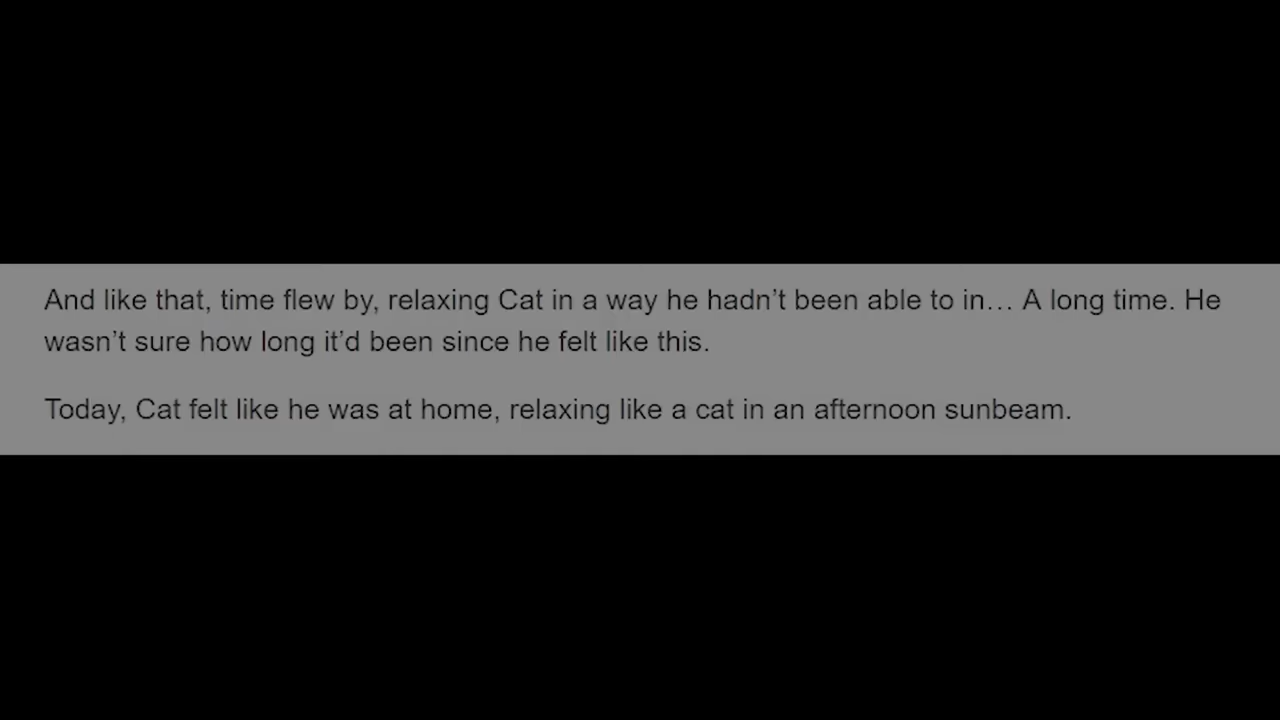 And like that, time flew by, relaxing Cat in a way he hadn’t been able to in… A long time. He
wasn’t sure how long it’d been since he felt like this.
Today, Cat felt like he was at home, relaxing like a cat in an afternoon sunbeam.